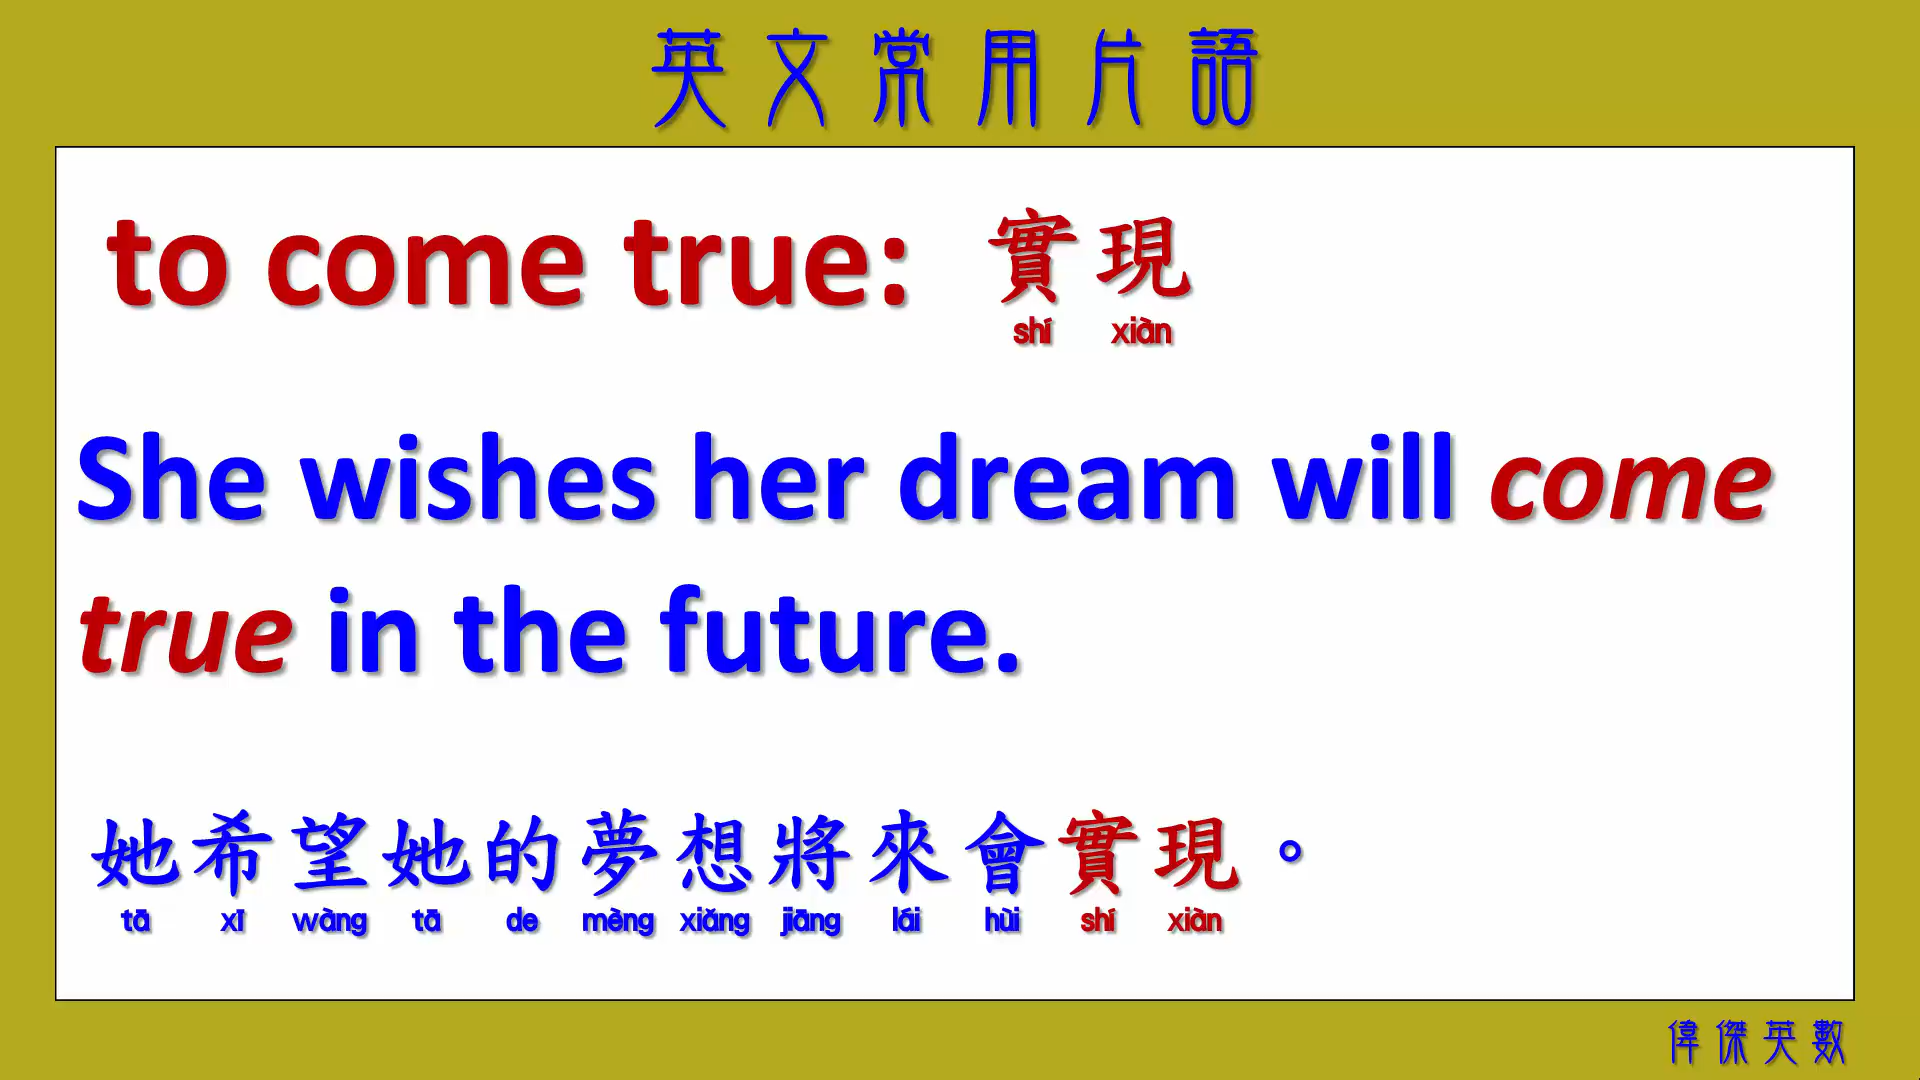 英文常用片語
to come true: 實現
shí xiàn
She wishes her dream will come
true in the future.
她希望她的夢想將來會實現。
tā xī wàng tā de mèng xiǎng jiāng lái hùi shí xiàn
偉傑英數